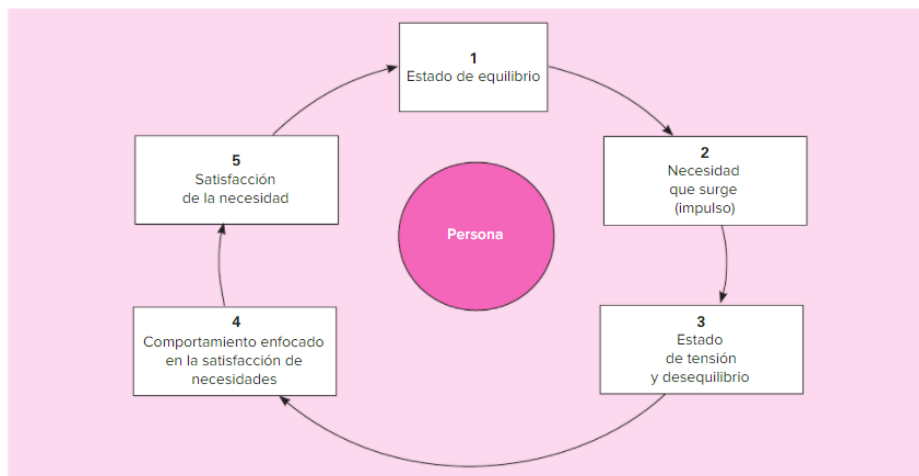 1
Estado de equilibrio
2
Necesidad
que surge
(impulso)
3
Estado
de tensión
y desequilibrio
4
Comportamiento enfocado
en la satisfacción de
necesidades
5
Satisfacción
de la necesidad
Persona